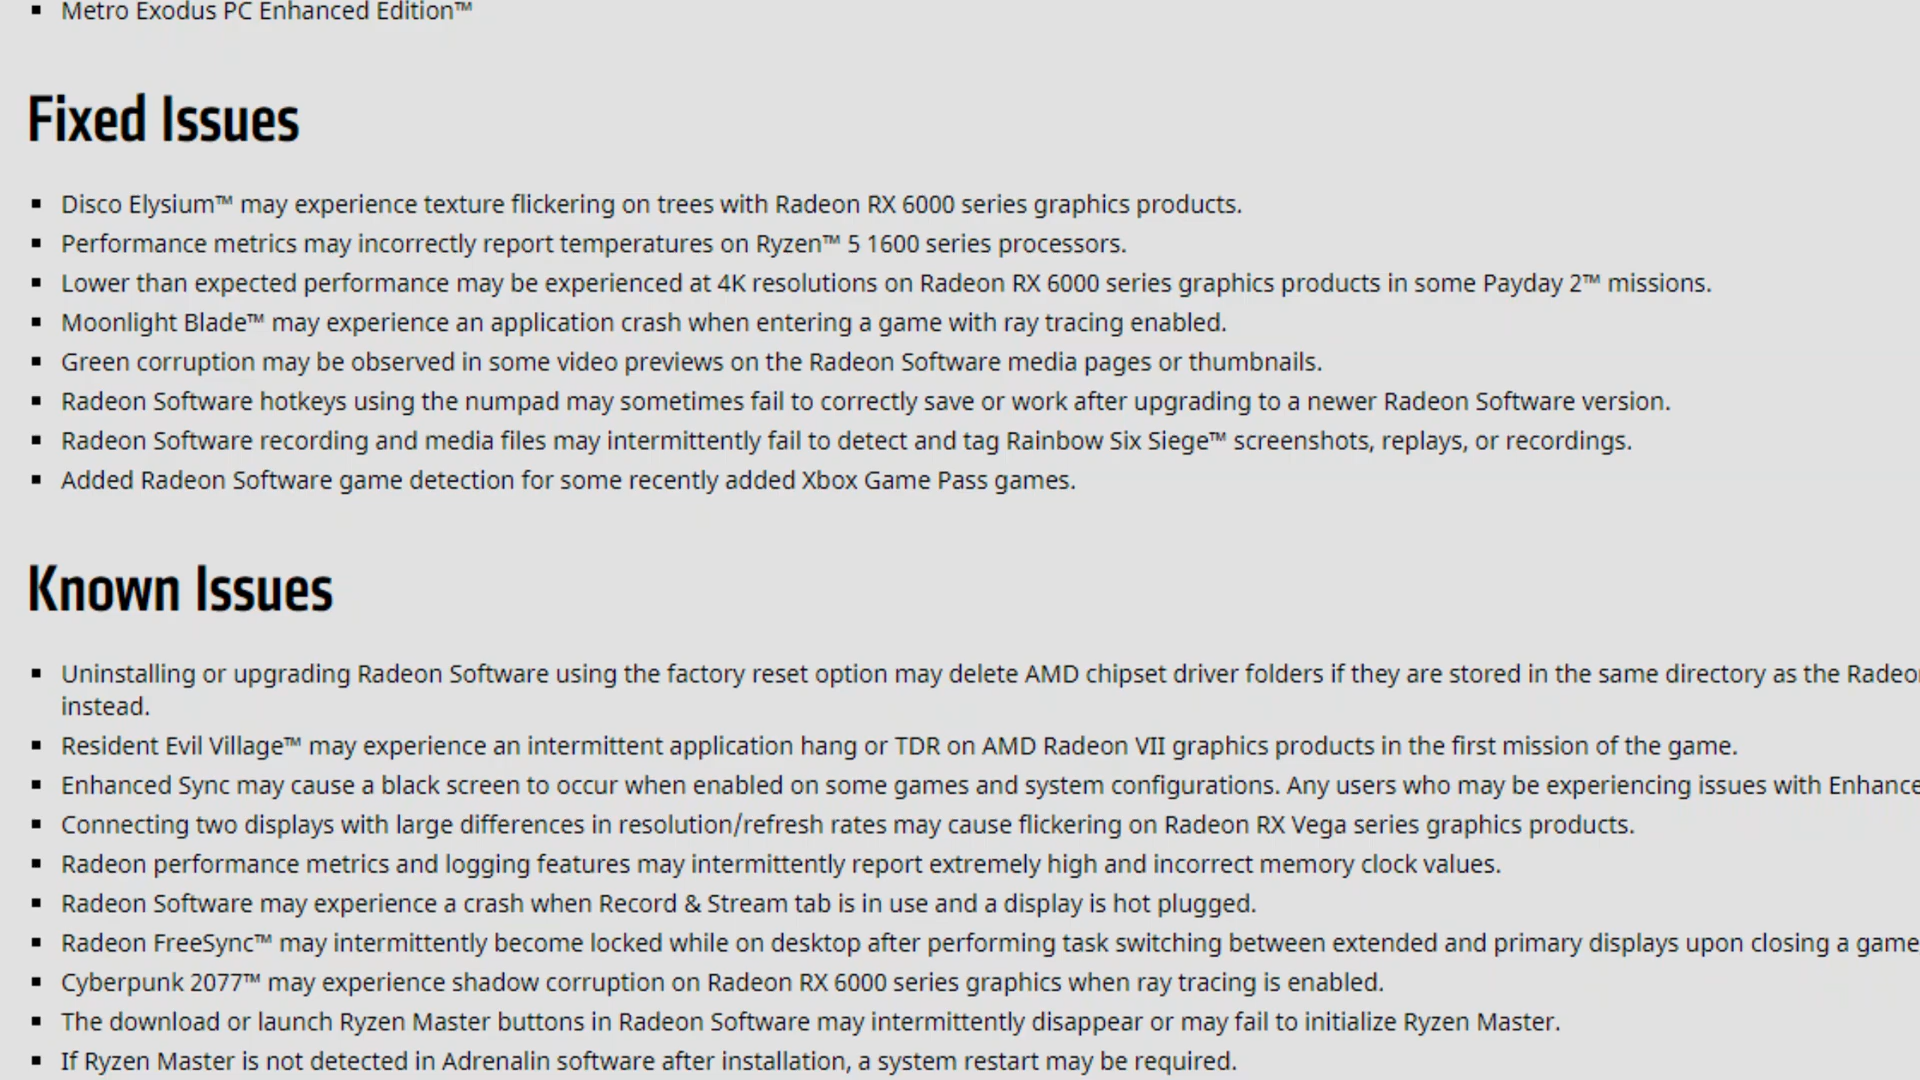 Metro Exodus PC Enhanced Edition™
Fixed Issues
Disco Elysium™ may experience texture flickering on trees with Radeon RX 6000 series graphics products.
Performance metrics may incorrectly report temperatures on Ryzen™ 5 1600 series processors.
Lower than expected performance may be experienced at 4K resolutions on Radeon RX 6000 series graphics products in some Payday 2™ missions.
Moonlight Blade™ may experience an application crash when entering a game with ray tracing enabled.
Green corruption may be observed in some video previews on the Radeon Software media pages or thumbnails.
Radeon Software hotkeys using the numpad may sometimes fail to correctly save or work after upgrading to a newer Radeon Software version.
Radeon Software recording and media files may intermittently fail to detect and tag Rainbow Six Siege™ screenshots, replays, or recordings.
Added Radeon Software game detection for some recently added Xbox Game Pass games.
Known Issues
Uninstalling or upgrading Radeon Software using the factory reset option may delete AMD chipset driver folders if they are stored in the same directory as the
instead.
Resident Evil Village™ may experience an intermittent application hang or TDR on AMD Radeon VII graphics products in the first mission of the game.
Enhanced Sync may cause a black screen to occur when enabled on some games and system configurations. Any users who may be experiencing issues with
Connecting two displays with large differences in resolution/refresh rates may cause flickering on Radeon RX Vega series graphics products.
Radeon performance metrics and logging features may intermittently report extremely high and incorrect memory clock values.
Radeon Software may experience a crash when Record & Stream tab is in use and a display is hot plugged.
Radeon FreeSync™ may intermittently become locked while on desktop after performing task switching between extended and primary displays upon closing a game
Cyberpunk 2077™ may experience shadow corruption on Radeon RX 6000 series graphics when ray tracing is enabled.
The download or launch Ryzen Master buttons in Radeon Software may intermittently disappear or may fail to initialize Ryzen Master.
If Ryzen Master is not detected in Adrenalin software after installation, a system restart may be required.